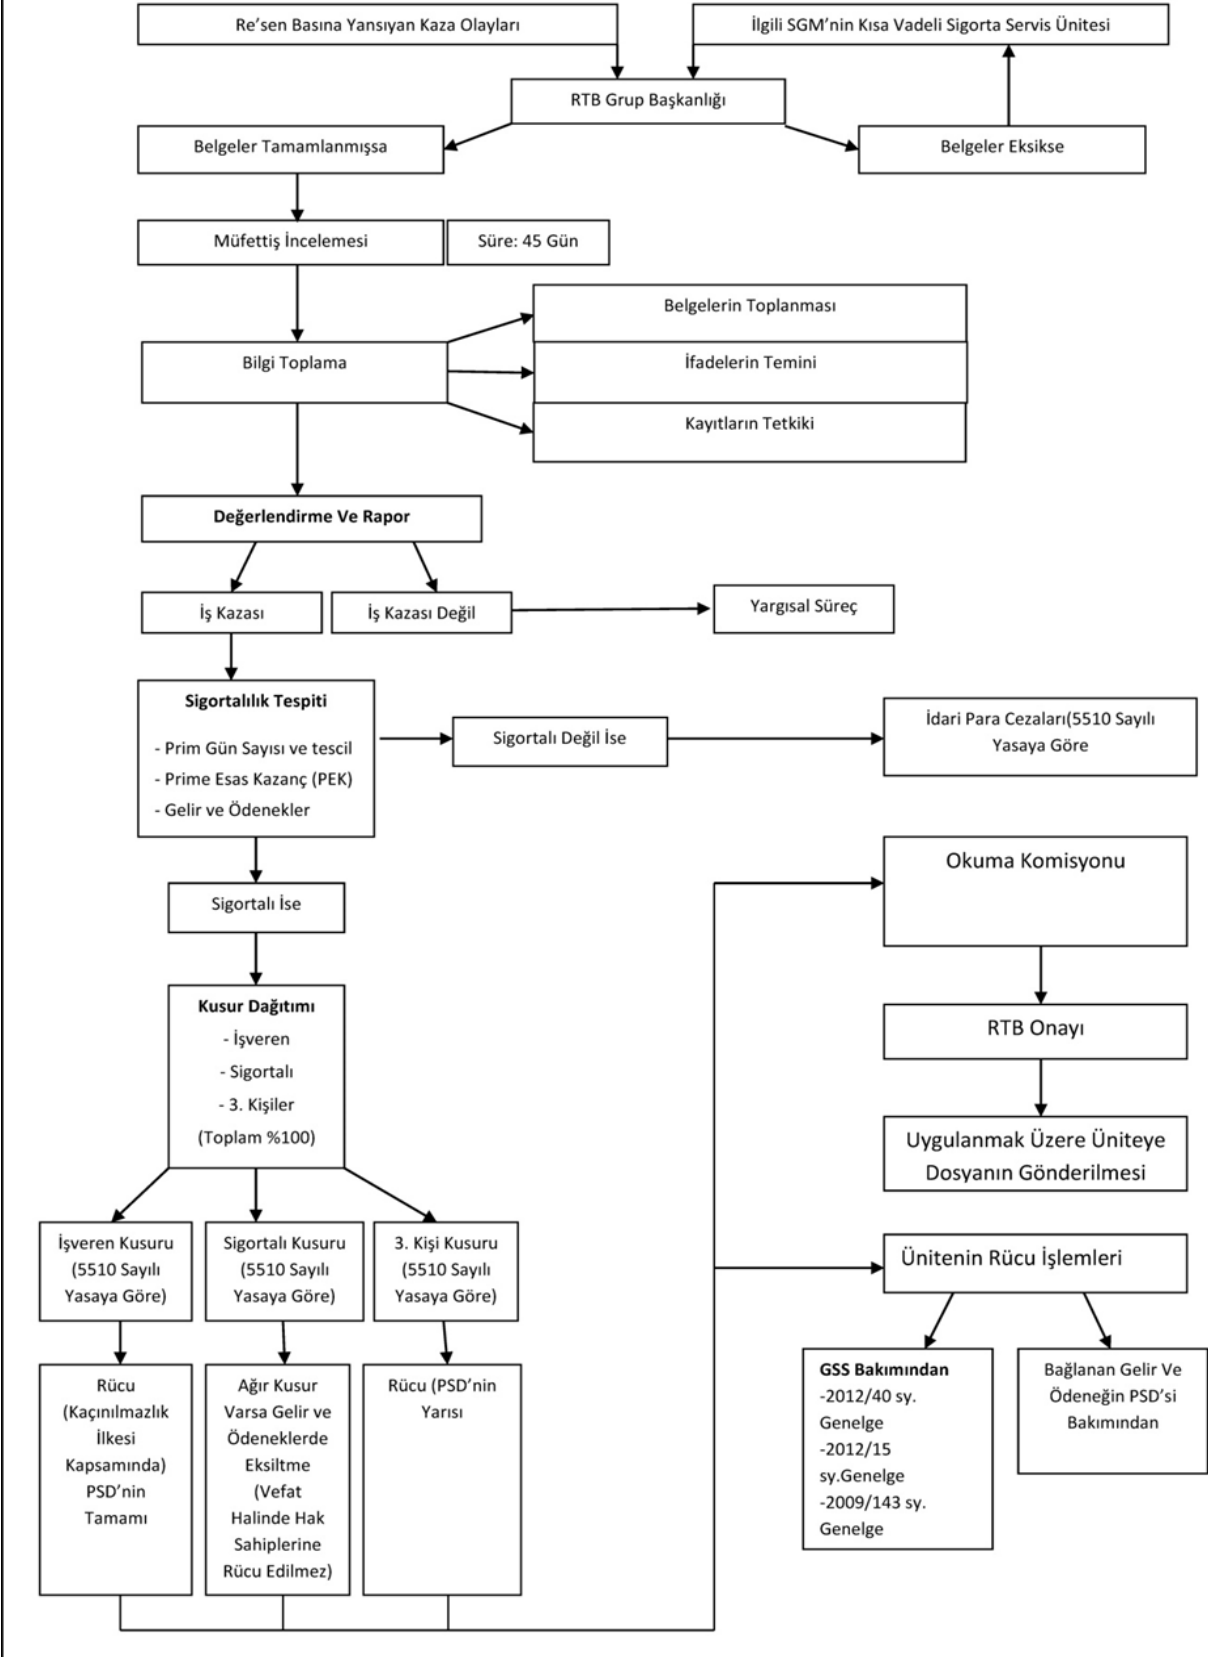 Re’sen Basına Yansıyan Kaza Olayları
İlgili SGM’nin Kısa Vadeli Sigorta Servis Ünitesi
RTB Grup Başkanlığı
Belgeler Tamamlanmışsa
Belgeler Eksikse
Müfettiş İncelemesi
Süre: 45 Gün
Belgelerin Toplanması
Bilgi Toplama
İfadelerin Temini
Kayıtların Tetkiki
Değerlendirme Ve Rapor
İş Kazası
İş Kazası Değil
Yargısal Süreç
Sigortalılık Tespiti
- Prim Gün Sayısı ve tescil
- Prime Esas Kazanç (PEK)
- Gelir ve Ödenekler
Sigortalı Değil İse
İdari Para Cezaları(5510 Sayılı
Yasaya Göre
Sigortalı İse
Kusur Dağıtımı
- İşveren
- Sigortalı
- 3. Kişiler
(Toplam %100)
İşveren Kusuru
(5510 Sayılı
Yasaya Göre)
Sigortalı Kusuru
(5510 Sayılı
Yasaya Göre)
3. Kişi Kusuru
(5510 Sayılı
Yasaya Göre)
Rücu
(Kaçınılmazlık
İlkesi
Kapsamında)
PSD’nin
Tamamı
Ağır Kusur
Varsa Gelir ve
Ödeneklerde
Eksiltme
(Vefat
Halinde Hak
Sahiplerine
Rücu Edilmez)
Rücu (PSD’nin
Yarısı
Okuma Komisyonu
RTB Onayı
Uygulanmak Üzere Üniteye
Dosyanın Gönderilmesi
Ünitenin Rücu İşlemleri
GSS Bakımından
-2012/40 sy.
Genelge
-2012/15
sy.Genelge
-2009/143 sy.
Genelge
Bağlanan Gelir Ve
Ödeneğin PSD’si
Bakımından